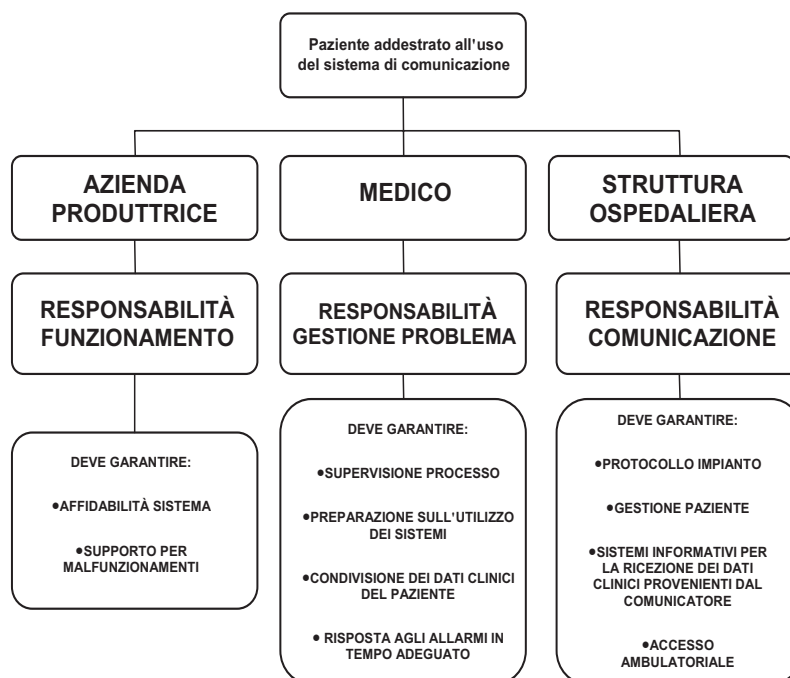 Paziente addestrato all'uso
del sistema di comunicazione
AZIENDA
PRODUTTRICE
MEDICO
STRUTTURA
OSPEDALIERA
RESPONSABILITÀ
FUNZIONAMENTO
RESPONSABILITÀ
GESTIONE PROBLEMA
RESPONSABILITÀ
COMUNICAZIONE
DEVE GARANTIRE:
●AFFIDABILITÀ SISTEMA
●SUPPORTO PER
MALFUNZIONAMENTI
DEVE GARANTIRE:
●SUPERVISIONE PROCESSO
●PREPARAZIONE SULL'UTILIZZO
DEI SISTEMI
●CONDIVISIONE DEI DATI CLINICI
DEL PAZIENTE
● RISPOSTA AGLI ALLARMI IN
TEMPO ADEGUATO
DEVE GARANTIRE:
●PROTOCOLLO IMPIANTO
●GESTIONE PAZIENTE
●SISTEMI INFORMATIVI PER
LA RICEZIONE DEI DATI
CLINICI PROVENIENTI DAL
COMUNICATORE
●ACCESSO
AMBULATORIALE